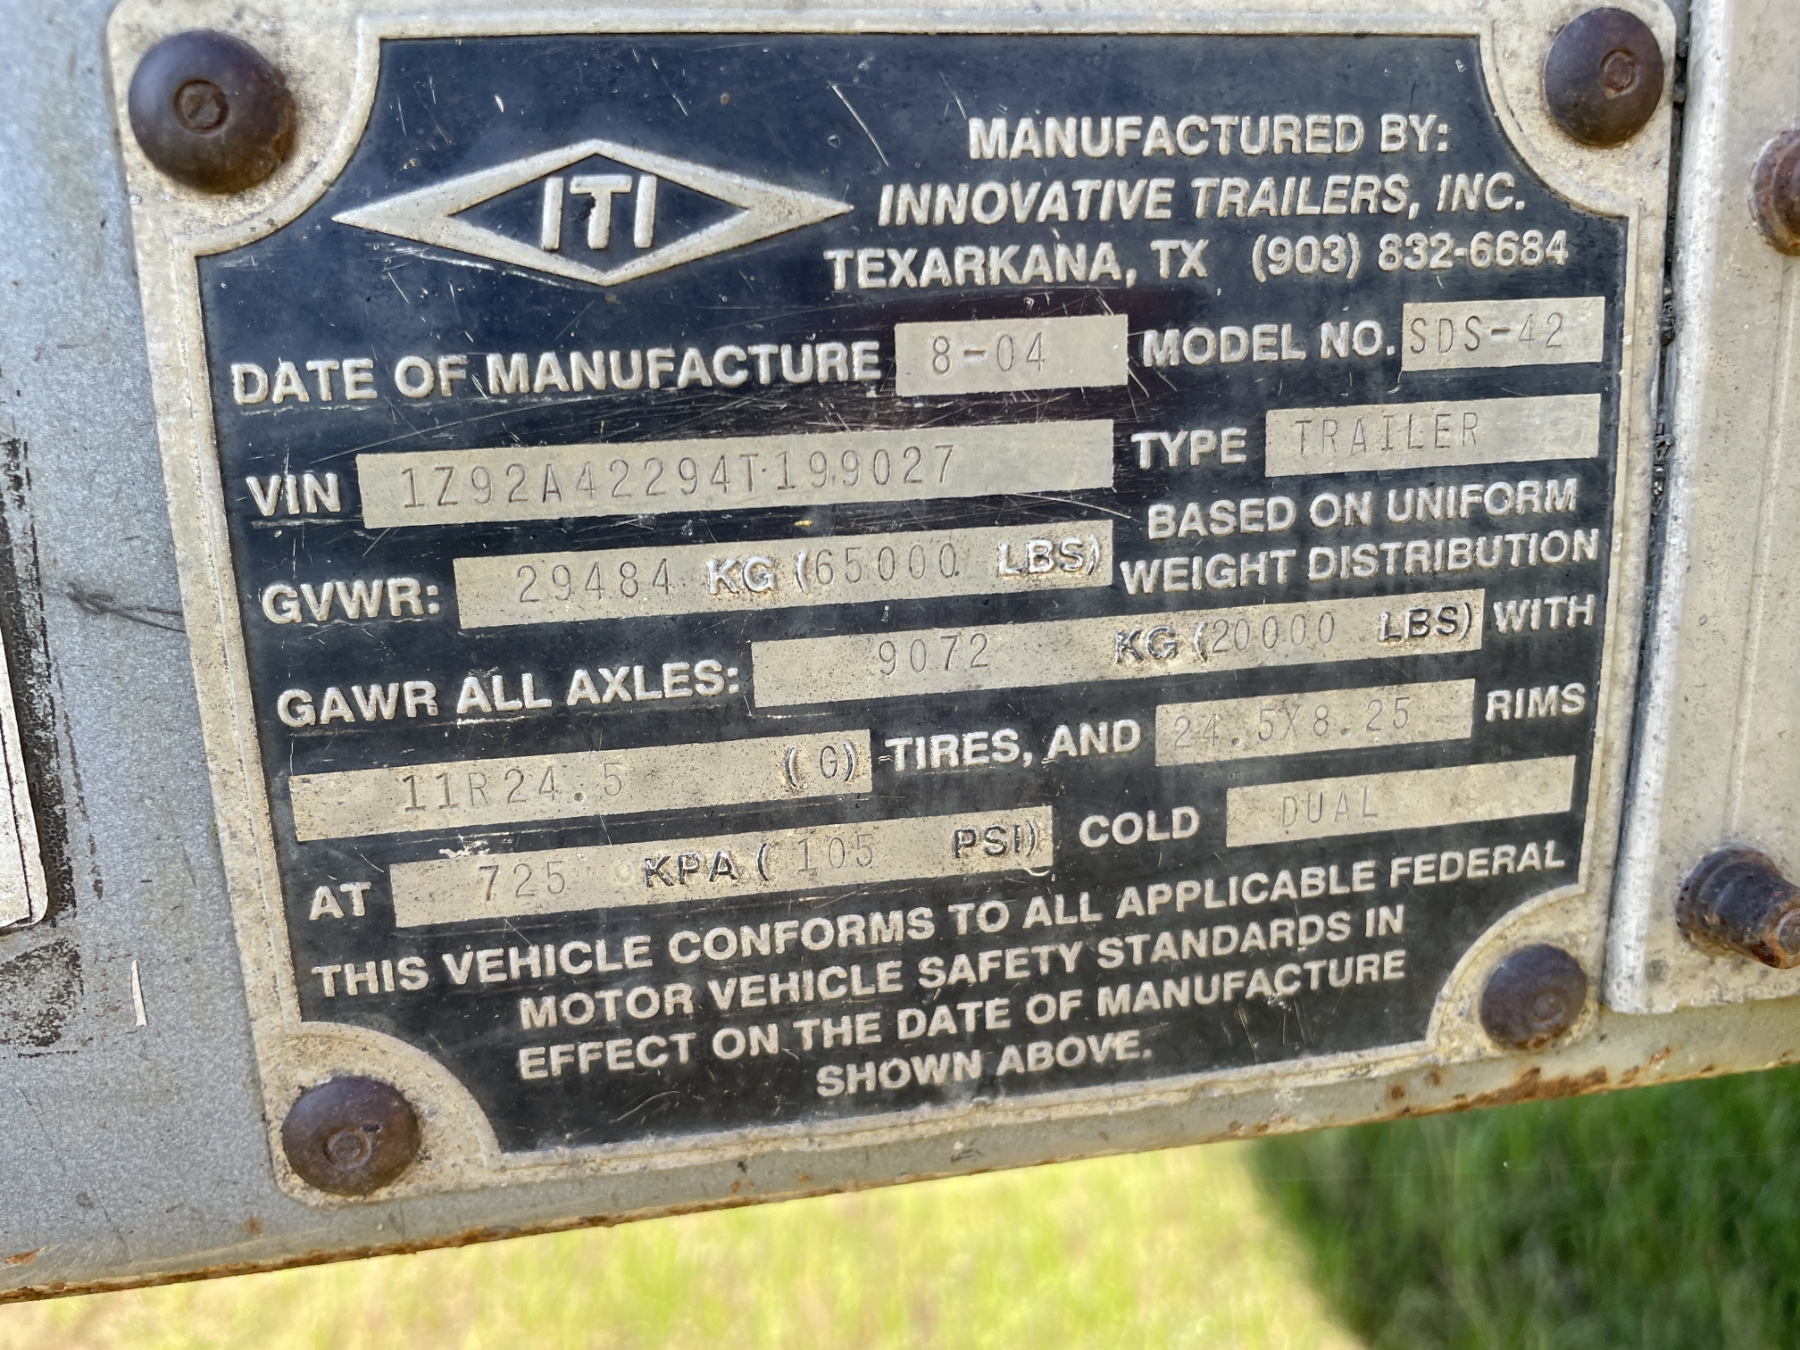 ITI
MANUFACTURED BY:
INNOVATIVE TRAILERS, INC.
TEXARKANA, TX (903) 832-6684
DATE OF MANUFACTURE 8-04 MODEL NO. SDS-42
VIN 1Z92A42294T199027 TYPE TRAILER
GVWR: 29484 KG (65000 LBS) BASED ON UNIFORM
WEIGHT DISTRIBUTION
GAWR ALL AXLES: 9072 KG (20000 LBS) WITH
11R24.5 (G) TIRES, AND 24.5X8.25 RIMS
AT 725 KPA (105 PSI) COLD DUAL
THIS VEHICLE CONFORMS TO ALL APPLICABLE FEDERAL
MOTOR VEHICLE SAFETY STANDARDS IN
EFFECT ON THE DATE OF MANUFACTURE
SHOWN ABOVE.